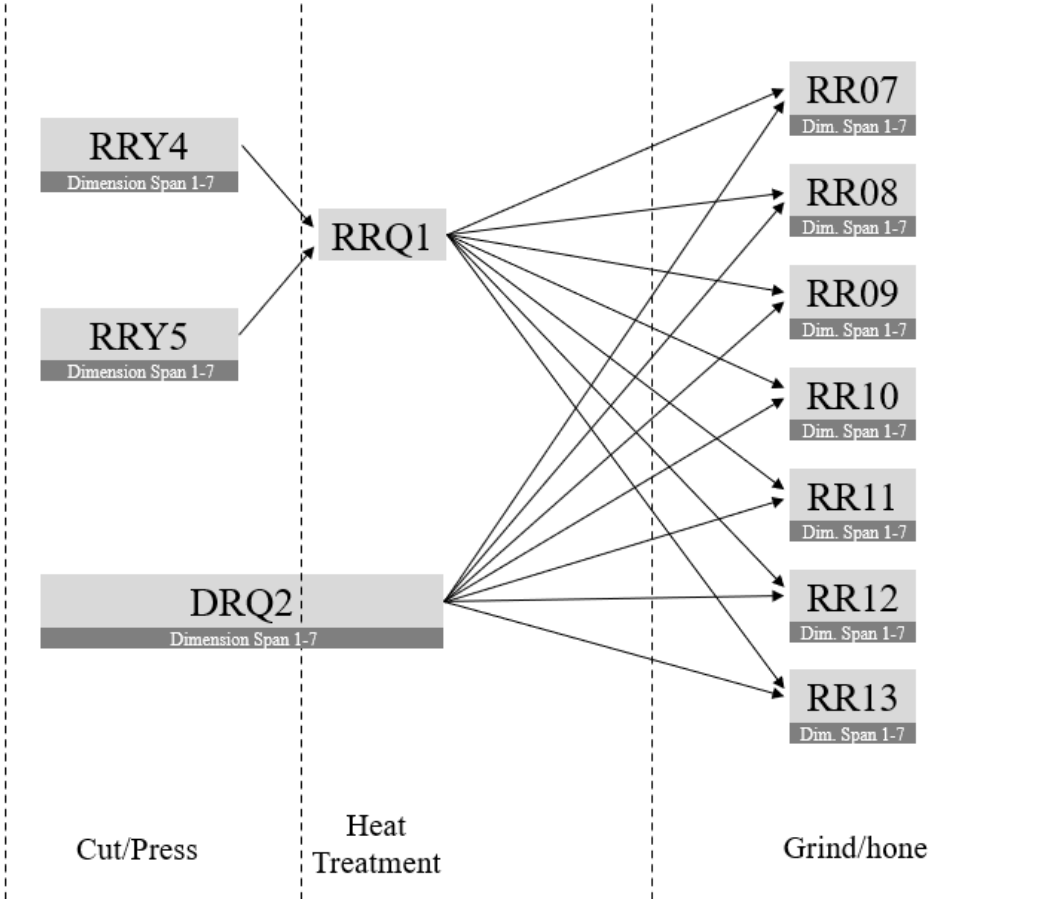 RRY4
Dimension Span 1-7
RRY5
Dimension Span 1-7
DRQ2
Dimension Span 1-7
RRQ1
RR07
Dim. Span 1-7
RR08
Dim. Span 1-7
RR09
Dim. Span 1-7
RR10
Dim. Span 1-7
RR11
Dim. Span 1-7
RR12
Dim. Span 1-7
RR13
Dim. Span 1-7
Cut/Press
Heat
Treatment
Grind/hone